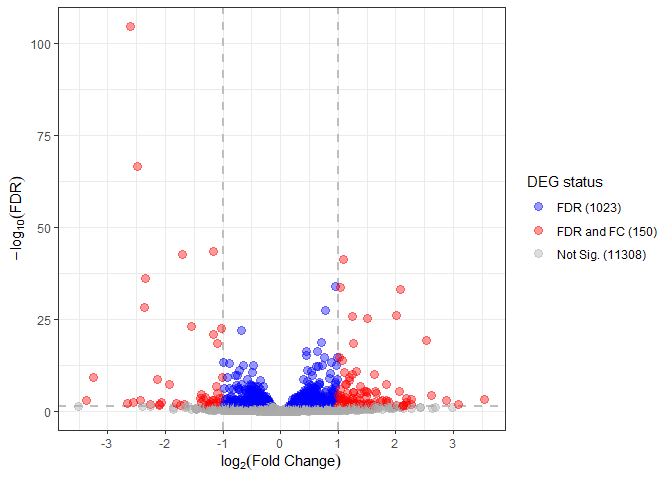 100
75
50
25
0
−log₁₀(FDR)
-3 -2 -1 0 1 2 3
log₂(Fold Change)
DEG status
FDR (1023)
FDR and FC (150)
Not Sig. (11308)